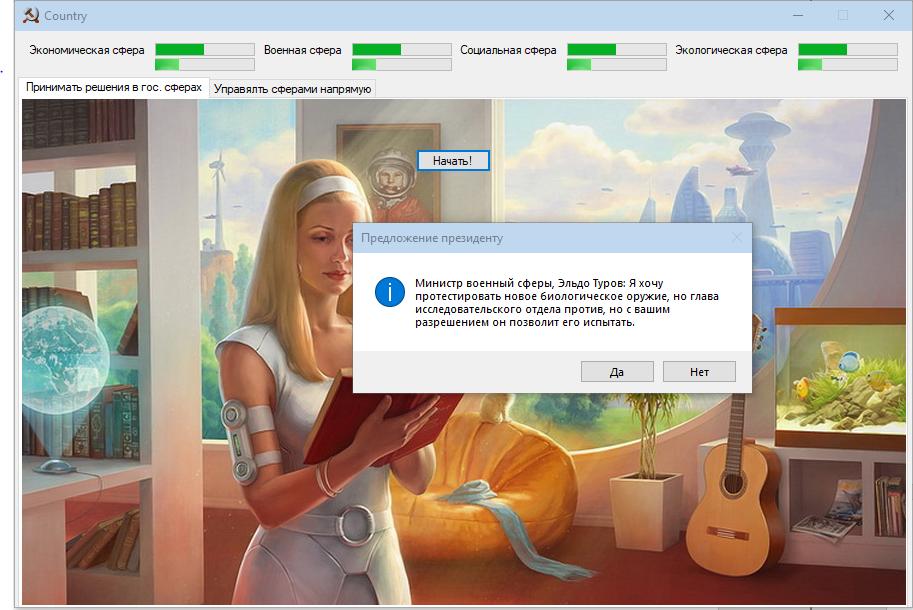 Country
Экономическая сфера
Военная сфера
Социальная сфера
Экологическая сфера
Принимать решения в гос. сферах
Управялть сферами напрямую
Начать!
Предложение президенту
Министр военный сферы, Эльдо Туров: Я хочу
протестировать новое биологическое оружие, но глава
исследовательского отдела против, но с вашим
разрешением он позволит его испытать.
Да
Нет